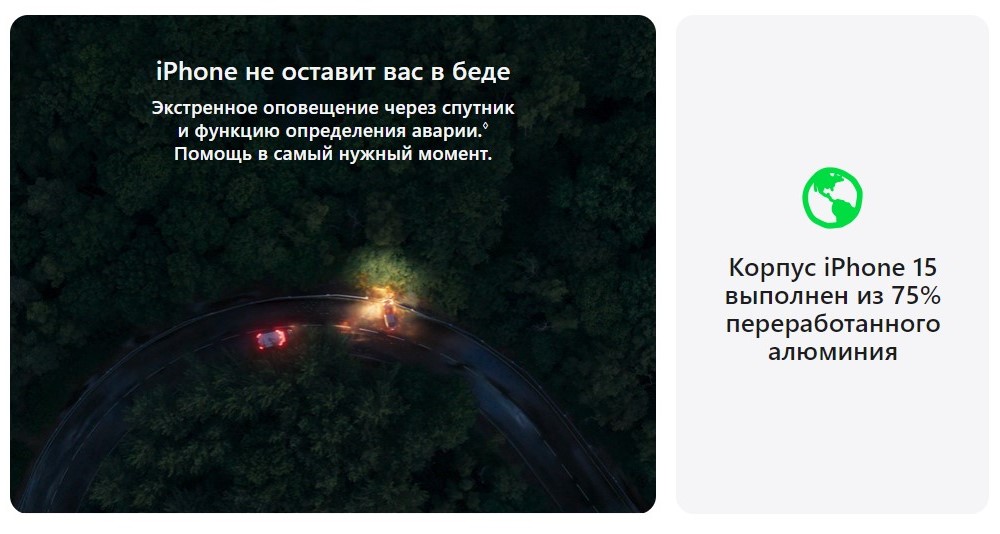 iPhone не оставит вас в беде
Экстренное оповещение через спутник
и функцию определения аварии.◊
Помощь в самый нужный момент.
Корпус iPhone 15
выполнен из 75%
переработанного
алюминия